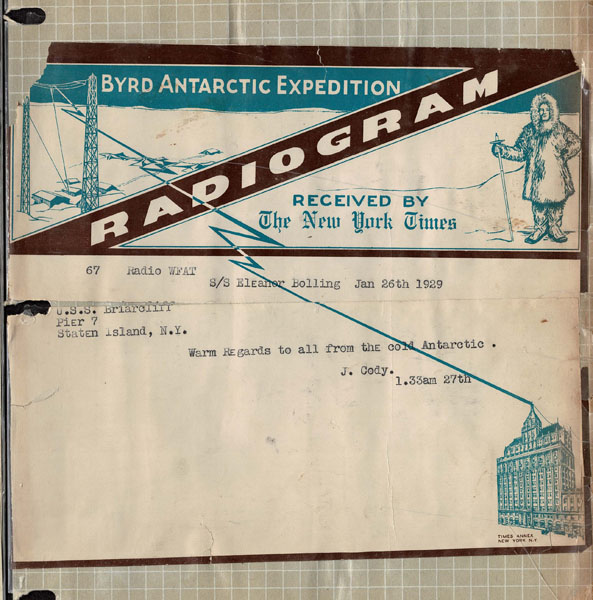 BYRD ANTARCTIC EXPEDITION
RADIOGRAM
RECEIVED BY
The New York Times
67 Radio WFAT
S/S Eleanor Bolling Jan 26th 1929
U.S.S. Briarcliff
Pier 7
Staten Island, N.Y.
Warm Regards to all from the cold Antarctic .
J. Cody.
1.33am 27th
TIMES ANNEX
NEW YORK N.Y.